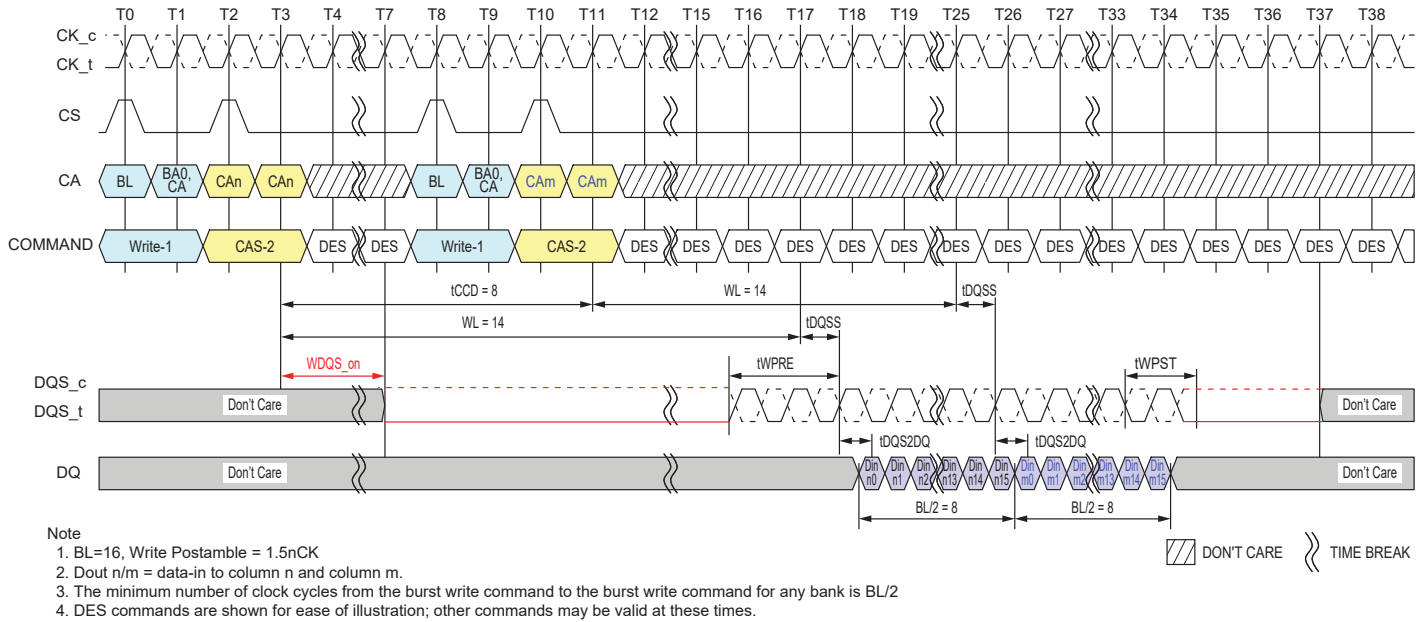 T0 T1 T2 T3 T4 T7 T8 T9 T10 T11 T12 T15 T16 T17 T18 T19 T25 T26 T27 T33 T34 T35 T36 T37 T38
CK_c
CK_t
CS
CA BL BA0, CA CAn CAn BL BA0, CA CAm CAm
COMMAND Write-1 CAS-2 DES DES Write-1 CAS-2 DES DES DES DES DES DES DES DES DES DES DES DES DES DES DES
tCCD = 8 WL = 14 tDQSS
WL = 14 tDQSS
WDQS_on tWPRE tWPST
DQS_c
DQS_t
Don't Care Don't Care
tDQS2DQ tDQS2DQ
DQ Don't Care Din n0 Din n1 Din n2 Din n13 Din n14 Din n15 Din m0 Din m1 Din m2 Din m13 Din m14 Din m15 Don't Care
BL/2 = 8 BL/2 = 8
Note
1. BL=16, Write Postamble = 1.5nCK
2. Dout n/m = data-in to column n and column m.
3. The minimum number of clock cycles from the burst write command to the burst write command for any bank is BL/2
4. DES commands are shown for ease of illustration; other commands may be valid at these times.
DON'T CARE TIME BREAK